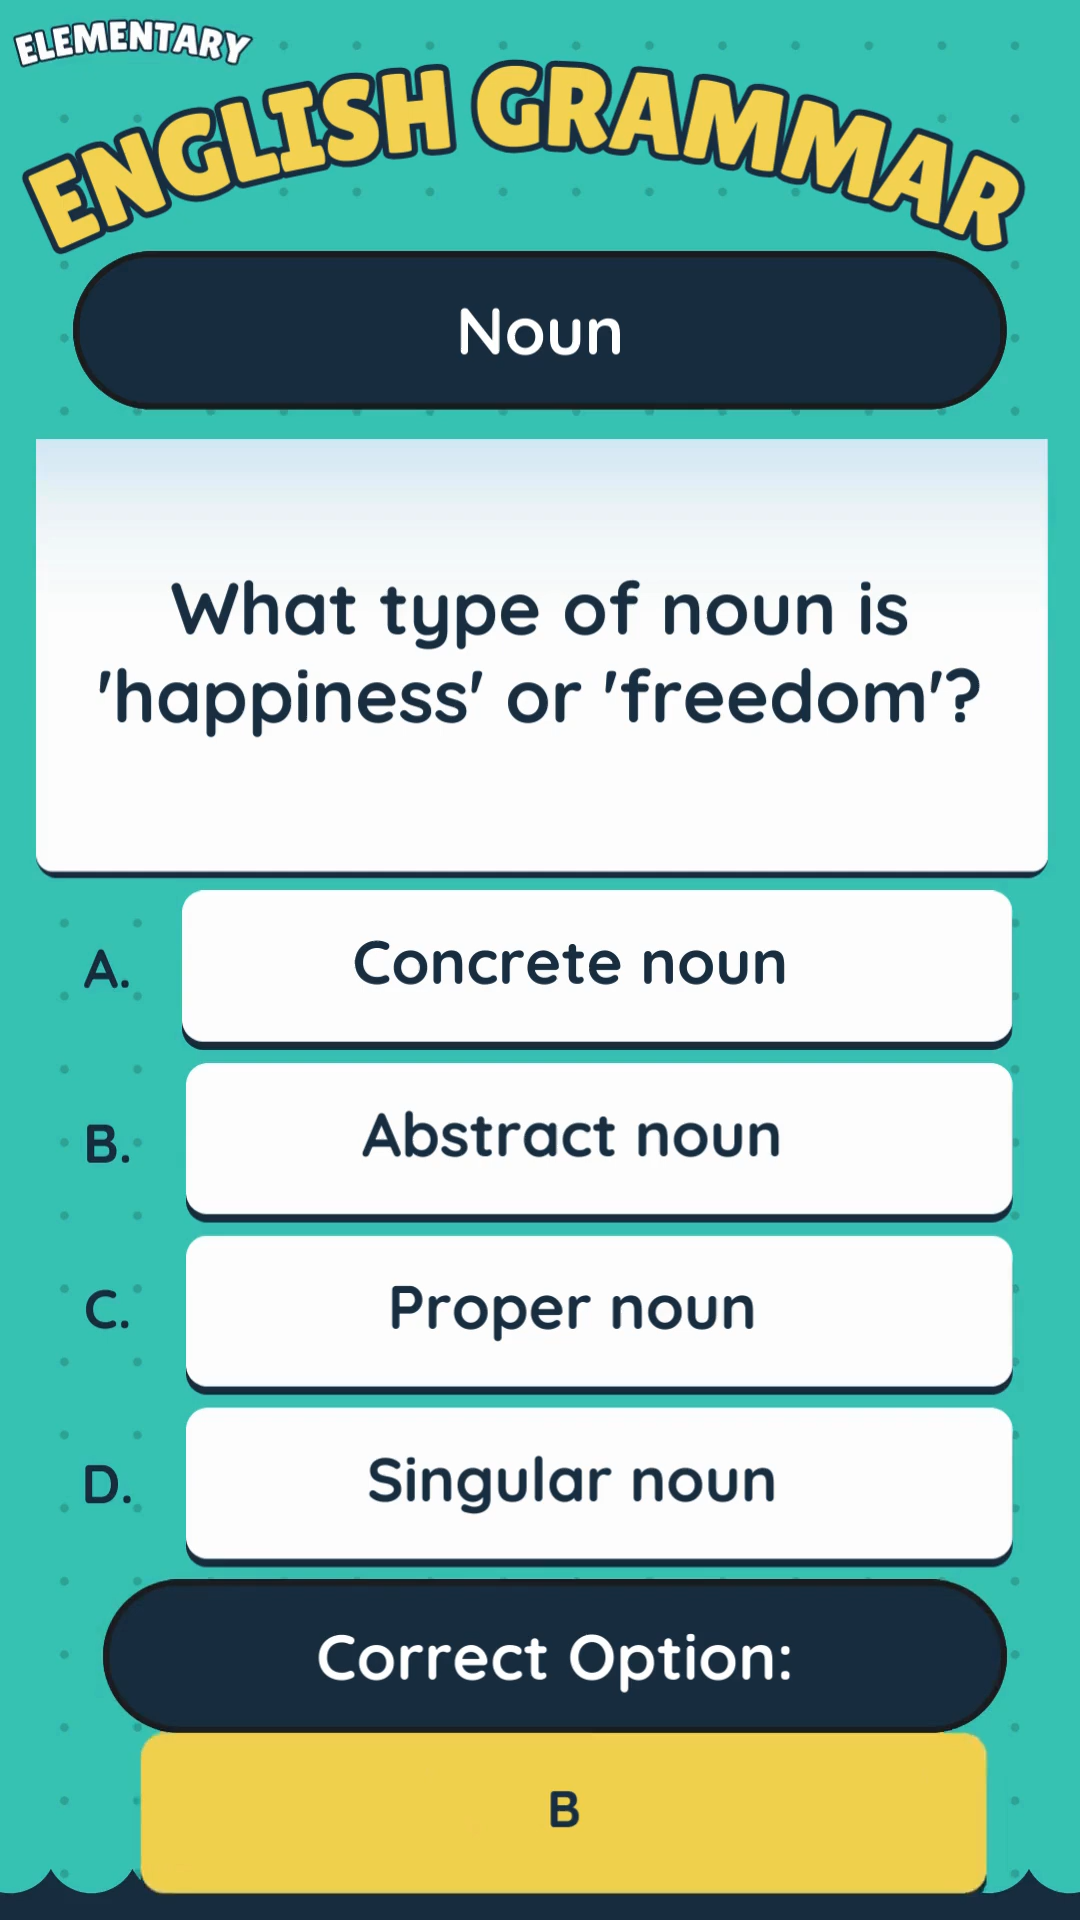 ELEMENTARY
ENGLISH GRAMMAR
Noun
What type of noun is
'happiness' or 'freedom'?
A. Concrete noun
B. Abstract noun
C. Proper noun
D. Singular noun
Correct Option:
B